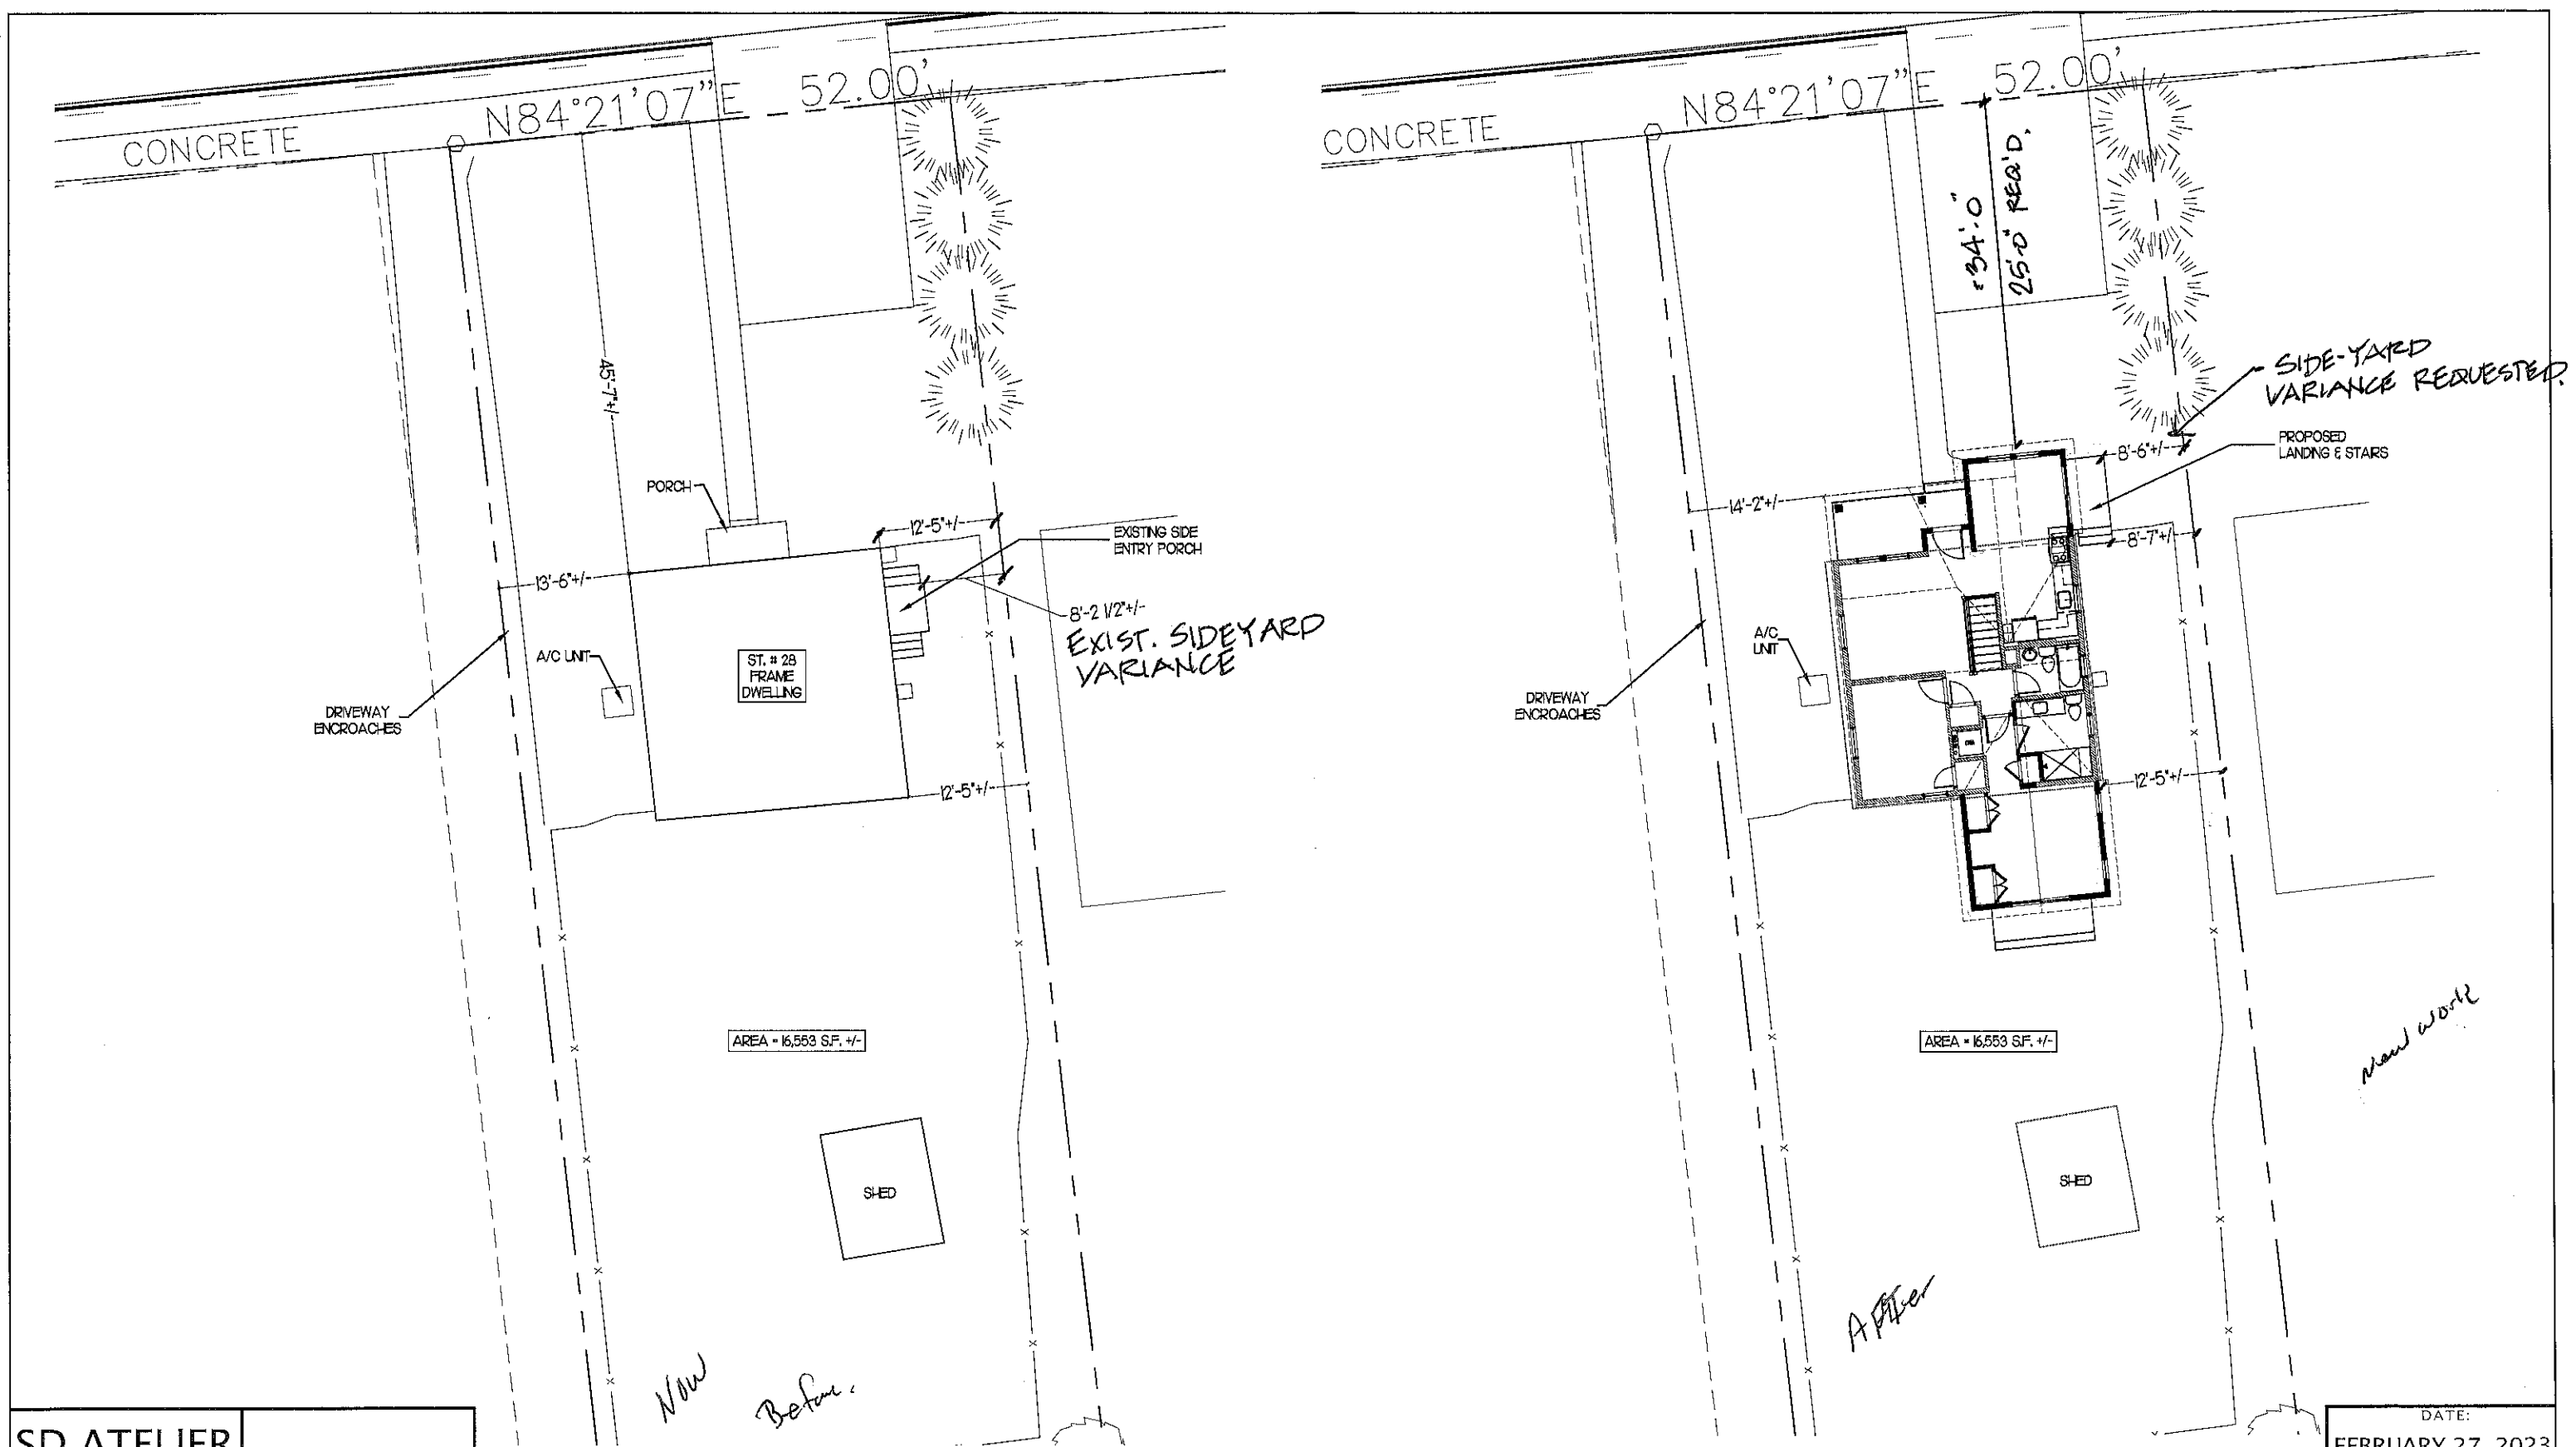 N84°21'07"E 52.00'
CONCRETE
45'-7"+/-
PORCH
12'-5"+/-
EXISTING SIDE
ENTRY PORCH
13'-6"+/-
8'-2 1/2"+/-
EXIST. SIDEYARD
VARIANCE
A/C UNIT
ST. # 28
FRAME
DWELLING
DRIVEWAY
ENCROACHES
12'-5"+/-
AREA = 16,553 S.F. +/-
SHED
Now
Before.
SD ATELIER
N84°21'07"E 52.00'
CONCRETE
34'-0"
25'-0" REQ'D.
SIDE-YARD
VARIANCE REQUESTED.
PROPOSED
LANDING & STAIRS
8'-6"+/-
14'-2"+/-
8'-7"+/-
A/C
UNIT
DRIVEWAY
ENCROACHES
12'-5"+/-
AREA = 16,553 S.F. +/-
New work
SHED
After
DATE:
FEBRUARY 27, 2023